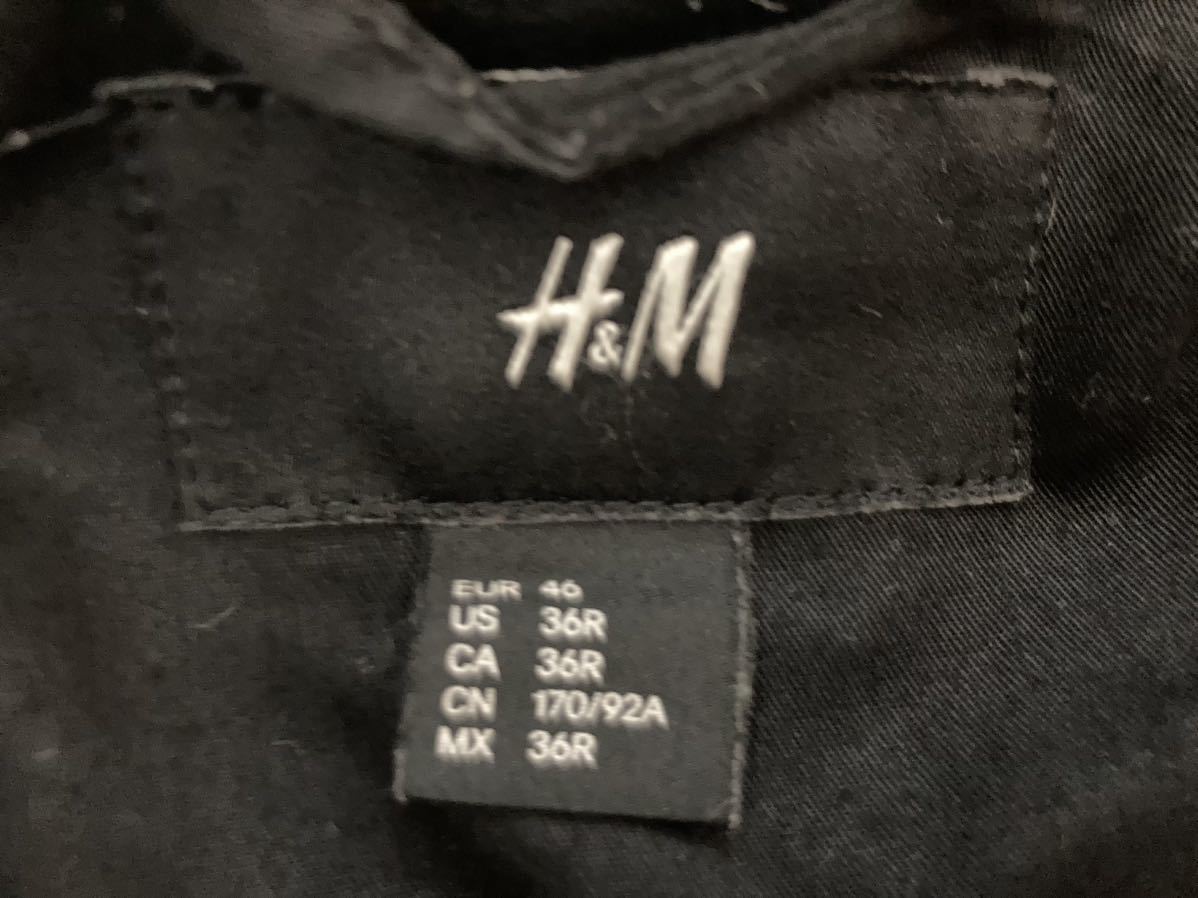 H&M
EUR 46
US 36R
CA 36R
CN 170/92A
MX 36R